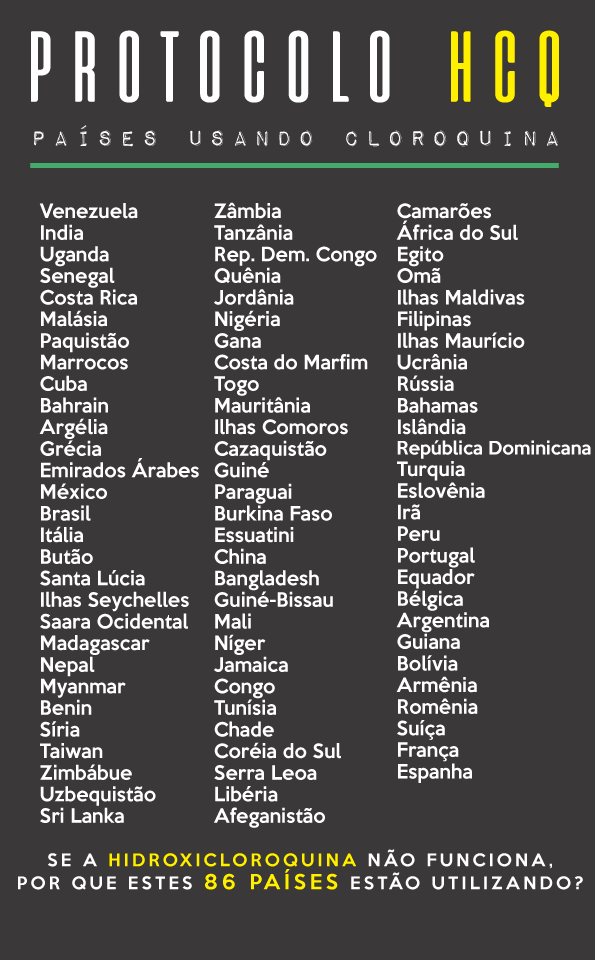 PROTOCOLO HCQ
PAÍSES USANDO CLOROQUINA
Venezuela
India
Uganda
Senegal
Costa Rica
Malásia
Paquistão
Marrocos
Cuba
Bahrain
Argélia
Grécia
Emirados Árabes
México
Brasil
Itália
Butão
Santa Lúcia
Ilhas Seychelles
Saara Ocidental
Madagascar
Nepal
Myanmar
Benin
Síria
Taiwan
Zimbábue
Uzbequistão
Sri Lanka
Zâmbia
Tanzânia
Rep. Dem. Congo
Quênia
Jordânia
Nigéria
Gana
Costa do Marfim
Togo
Mauritânia
Ilhas Comoros
Cazaquistão
Guiné
Paraguai
Burkina Faso
Essuatini
China
Bangladesh
Guiné-Bissau
Mali
Níger
Jamaica
Congo
Tunísia
Chade
Coréia do Sul
Serra Leoa
Libéria
Afeganistão
Camarões
África do Sul
Egito
Omã
Ilhas Maldivas
Filipinas
Ilhas Maurício
Ucrânia
Rússia
Bahamas
Islândia
República Dominicana
Turquia
Eslovênia
Irã
Peru
Portugal
Equador
Bélgica
Argentina
Guiana
Bolívia
Armênia
Romênia
Suíça
França
Espanha
SE A HIDROXICLOROQUINA NÃO FUNCIONA,
POR QUE ESTES 86 PAÍSES ESTÃO UTILIZANDO?